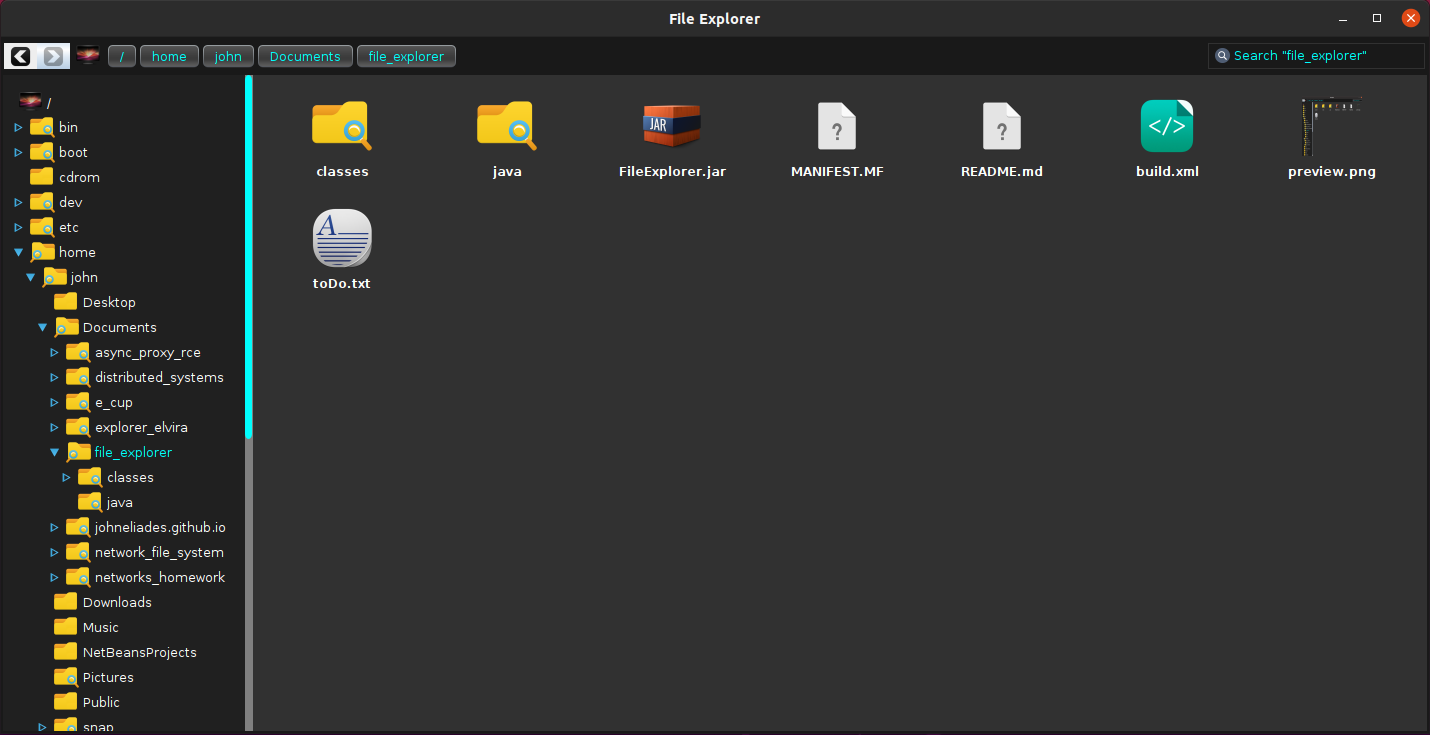 File Explorer
/ home john Documents file_explorer Search "file_explorer"
/
bin
boot
cdrom
dev
etc
home
john
Desktop
Documents
async_proxy_rce
distributed_systems
e_cup
explorer_elvira
file_explorer
classes
java
johneliades.github.io
network_file_system
networks_homework
Downloads
Music
NetBeansProjects
Pictures
Public
snap
JAR ? ? </>
classes java FileExplorer.jar MANIFEST.MF README.md build.xml preview.png
A
toDo.txt